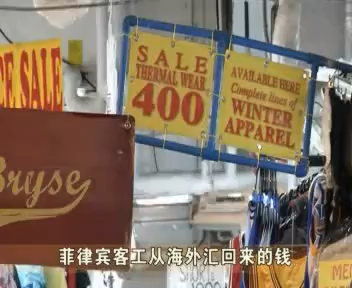 DE SALE
SALE
THERMAL WEAR
400
AVAILABLE HERE
Complete lines of
WINTER
APPAREL
Bryse
菲律宾客工从海外汇回来的钱